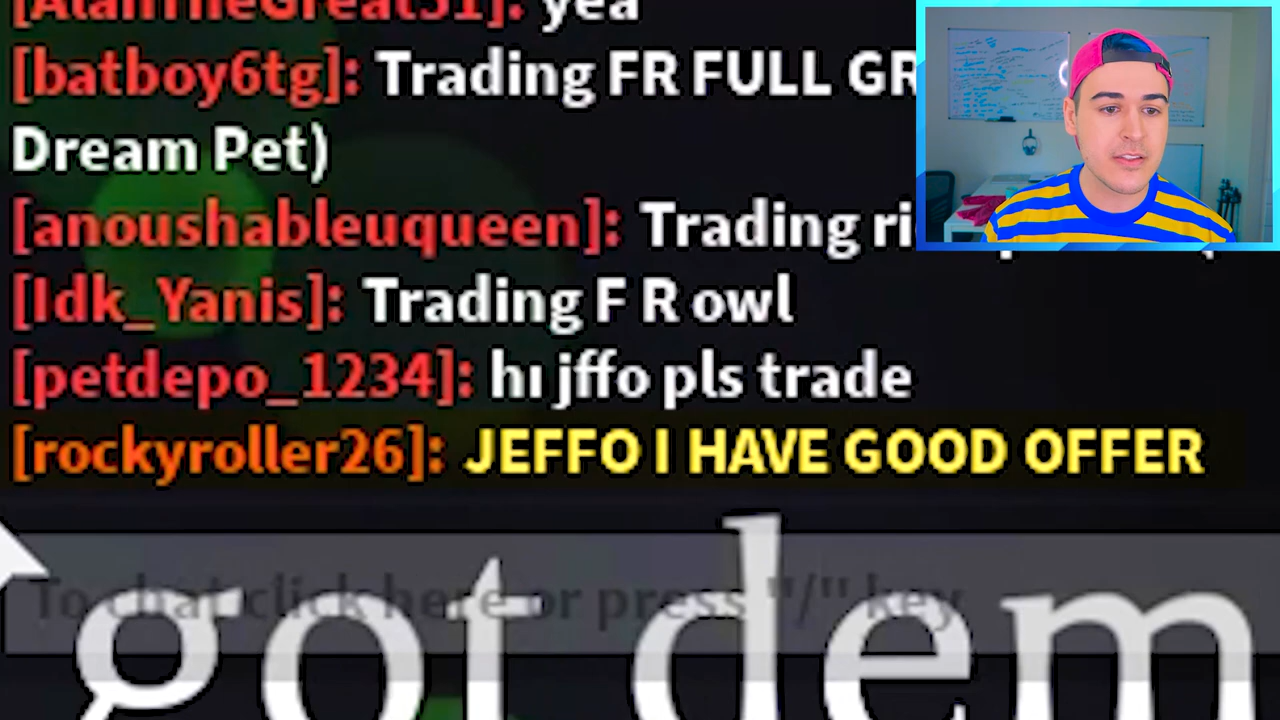 [AlanTheGreat51]: yea
[batboy6tg]: Trading FR FULL GR
Dream Pet)
[anoushableuqueen]: Trading ri
[Idk_Yanis]: Trading F R owl
[petdepo_1234]: hı jffo pls trade
[rockyroller26]: JEFFO I HAVE GOOD OFFER
To chat click here or press "/" key
got dem